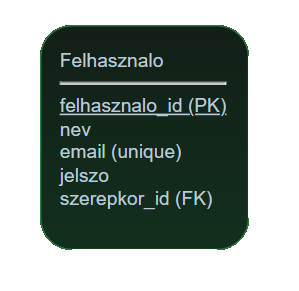 Felhasznalo
felhasznalo_id (PK)
nev
email (unique)
jelszo
szerepkor_id (FK)